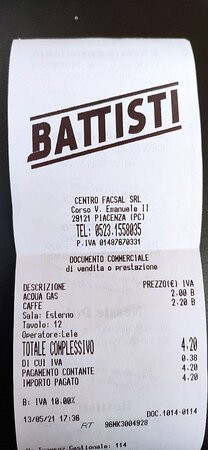 BATTISTI
CENTRO FACSAL SRL
Corso V. Emanuele II
29121 PIACENZA (PC)
TEL: 0523.1558035
P.IVA 01487670331
DOCUMENTO COMMERCIALE
di vendita o prestazione
DESCRIZIONE PREZZO(€) IVA
ACQUA GAS 2.00 B
CAFFE 2.20 B
Sala: Esterno
Tavolo: 12
Operatore:Lele
TOTALE COMPLESSIVO 4.20
DI CUI IVA 0.38
PAGAMENTO CONTANTE 4.20
IMPORTO PAGATO 4.20
B: IVA 10.00%
13/05/21 17:36 DOC.1014-0114
RT 96MK3004928
114